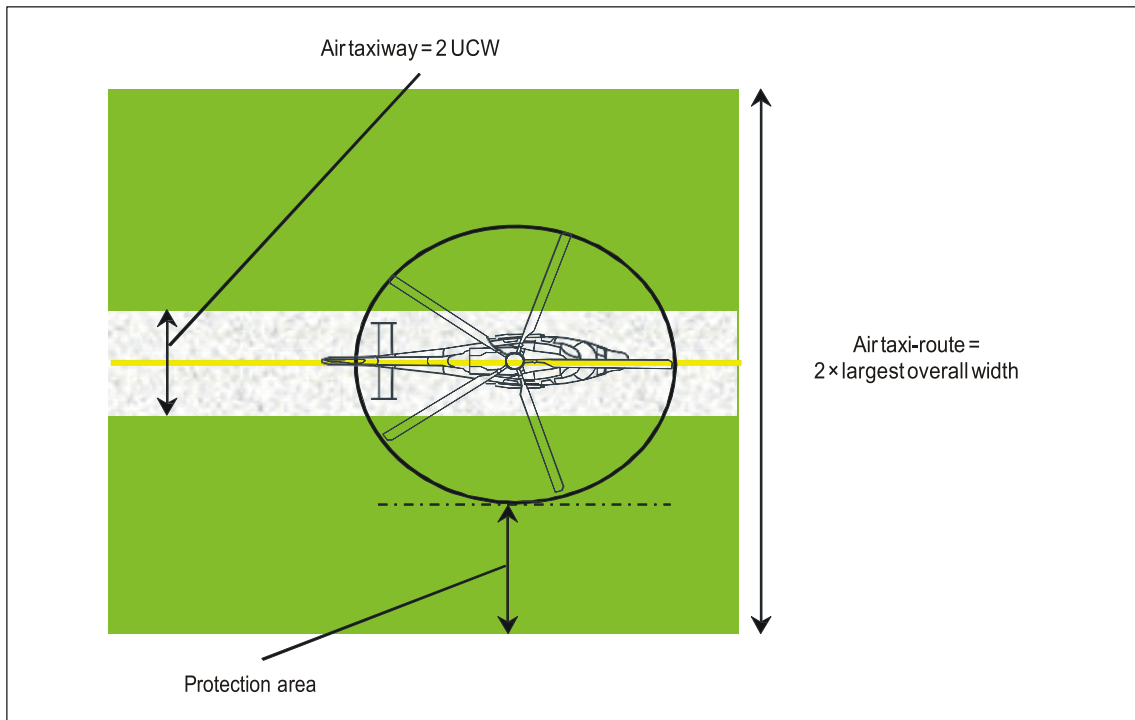 Air taxiway = 2 UCW
Air taxi-route =
2 × largest overall width
Protection area